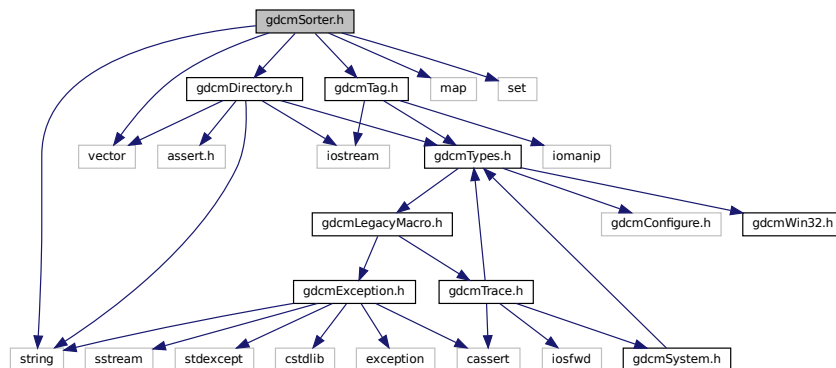 gdcmSorter.h
gdcmDirectory.h
gdcmTag.h
map
set
vector
assert.h
iostream
gdcmTypes.h
iomanip
gdcmLegacyMacro.h
gdcmConfigure.h
gdcmWin32.h
gdcmException.h
gdcmTrace.h
string
sstream
stdexcept
cstdlib
exception
cassert
iosfwd
gdcmSystem.h